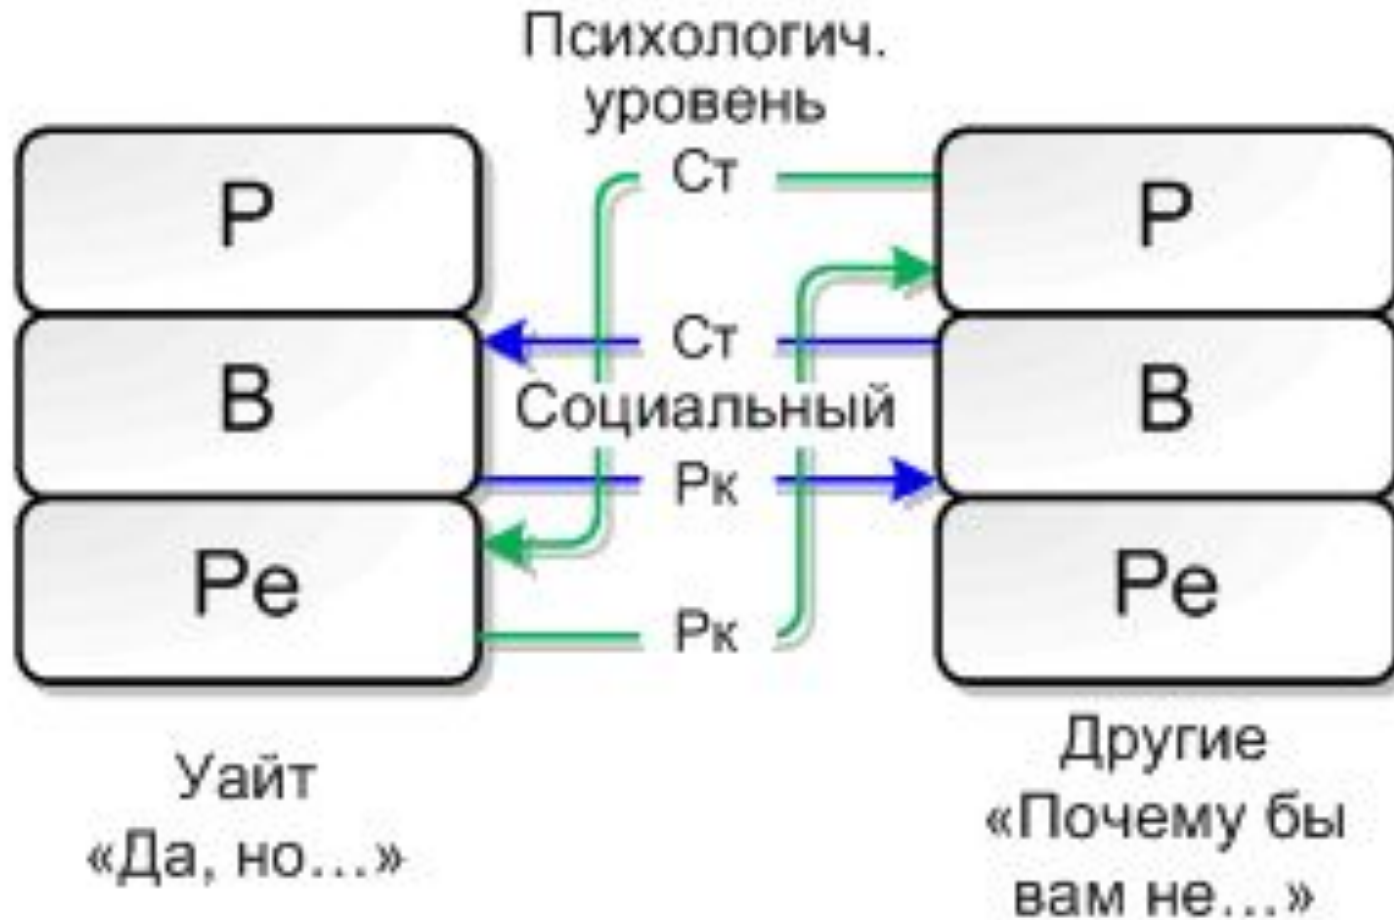 Психологич.
уровень
Р
Ст
Р
В
Ст
В
Социальный
Рк
Ре
Рк
Ре
Уайт
«Да, но...»
Другие
«Почему бы
вам не...»